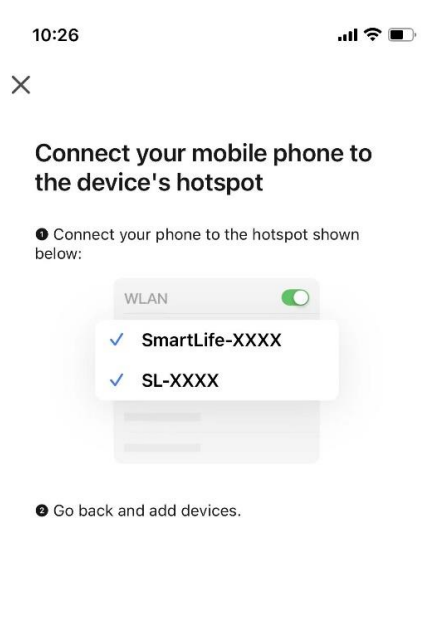 10:26
Connect your mobile phone to
the device's hotspot
❶ Connect your phone to the hotspot shown
below:
WLAN
SmartLife-XXXX
SL-XXXX
❷ Go back and add devices.